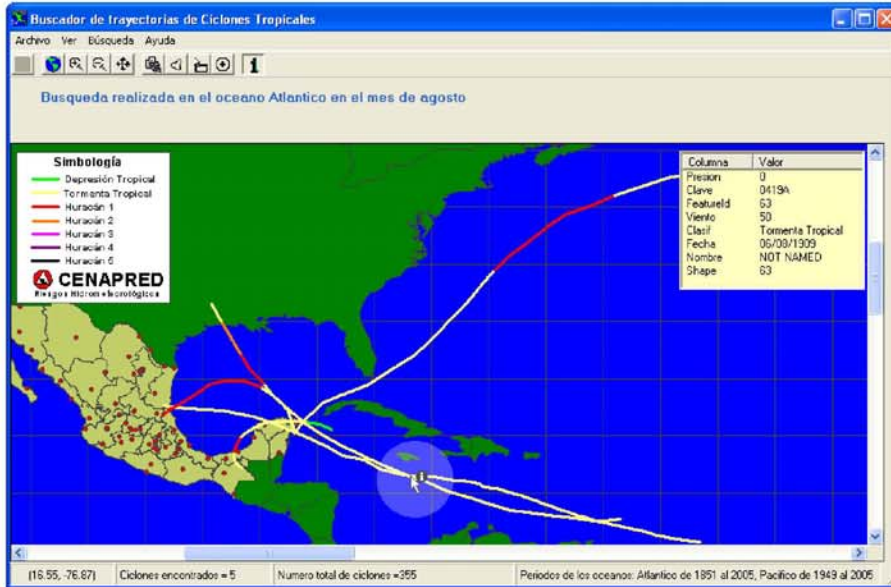 Buscador de trayectorias de Ciclones Tropicales
Archivo Ver Búsqueda Ayuda
Busqueda realizada en el oceano Atlantico en el mes de agosto
Simbología
Depresión Tropical
Tormenta Tropical
Huracán 1
Huracán 2
Huracán 3
Huracán 4
Huracán 5
CENAPRED
Riesgos Hidrometeorológicos
Columna Valor
Presion 0
Clave 0419A
FeatureId 63
Viento 50
Clasif Tormenta Tropical
Fecha 06/08/1909
Nombre NOT NAMED
Shape 63
(16.55, -76.87) Ciclones encontrados = 5 Numero total de ciclones =355 Periodos de los oceanos: Atlantico de 1851 al 2005, Pacifico de 1949 al 2005